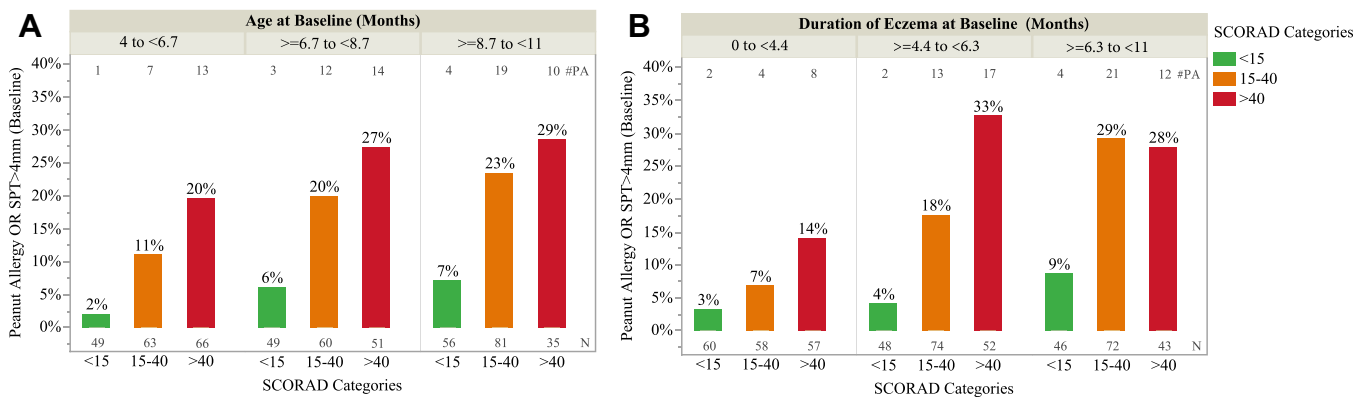 A
Age at Baseline (Months)
4 to <6.7 >=6.7 to <8.7 >=8.7 to <11
1 7 13 3 12 14 4 19 10 #PA
Peanut Allergy OR SPT>4mm (Baseline)
40%
35%
30%
25%
20%
15%
10%
5%
0%
2% 11% 20% 6% 20% 27% 7% 23% 29%
49 63 66 49 60 51 56 81 35 N
<15 15-40 >40 <15 15-40 >40 <15 15-40 >40
SCORAD Categories
B
Duration of Eczema at Baseline (Months)
0 to <4.4 >=4.4 to <6.3 >=6.3 to <11
2 4 8 2 13 17 4 21 12 #PA
Peanut Allergy OR SPT>4mm (Baseline)
40%
35%
30%
25%
20%
15%
10%
5%
0%
3% 7% 14% 4% 18% 33% 9% 29% 28%
60 58 57 48 74 52 46 72 43 N
<15 15-40 >40 <15 15-40 >40 <15 15-40 >40
SCORAD Categories
SCORAD Categories
<15
15-40
>40